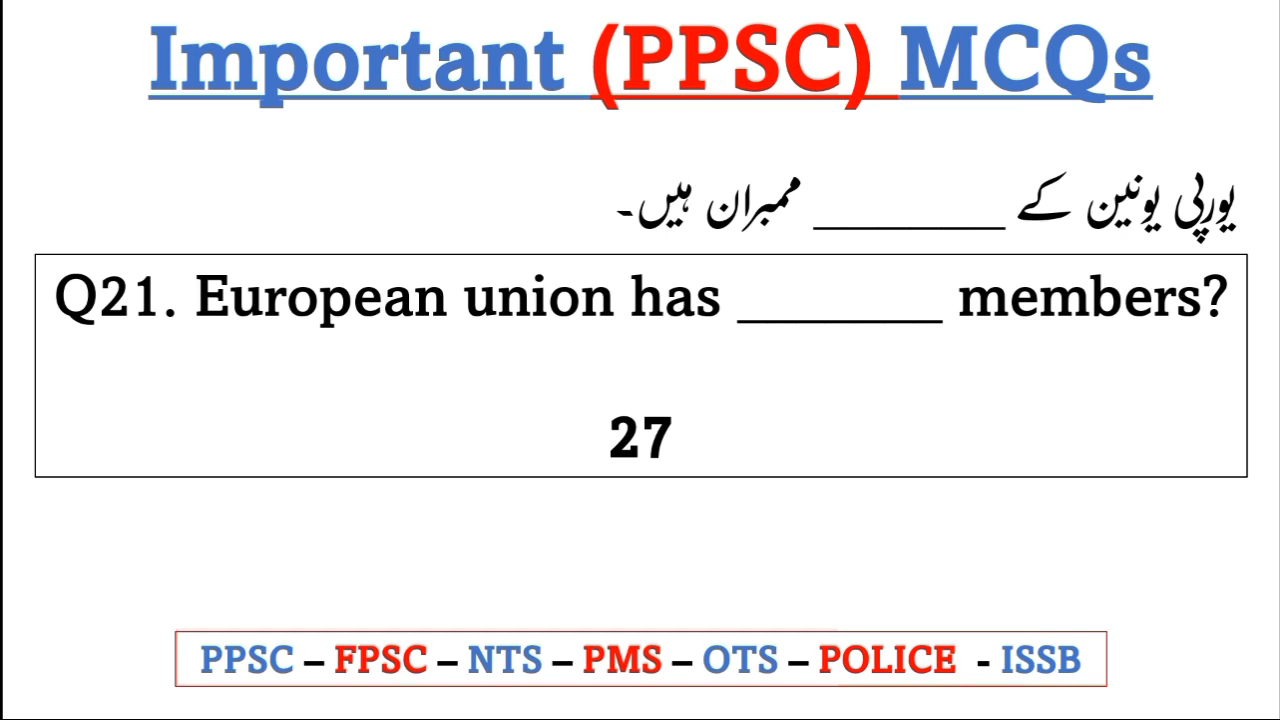 Important (PPSC) MCQs
یورپی یونین کے ________ ممبران ہیں۔
Q21. European union has ________ members?
27
PPSC – FPSC – NTS – PMS – OTS – POLICE - ISSB